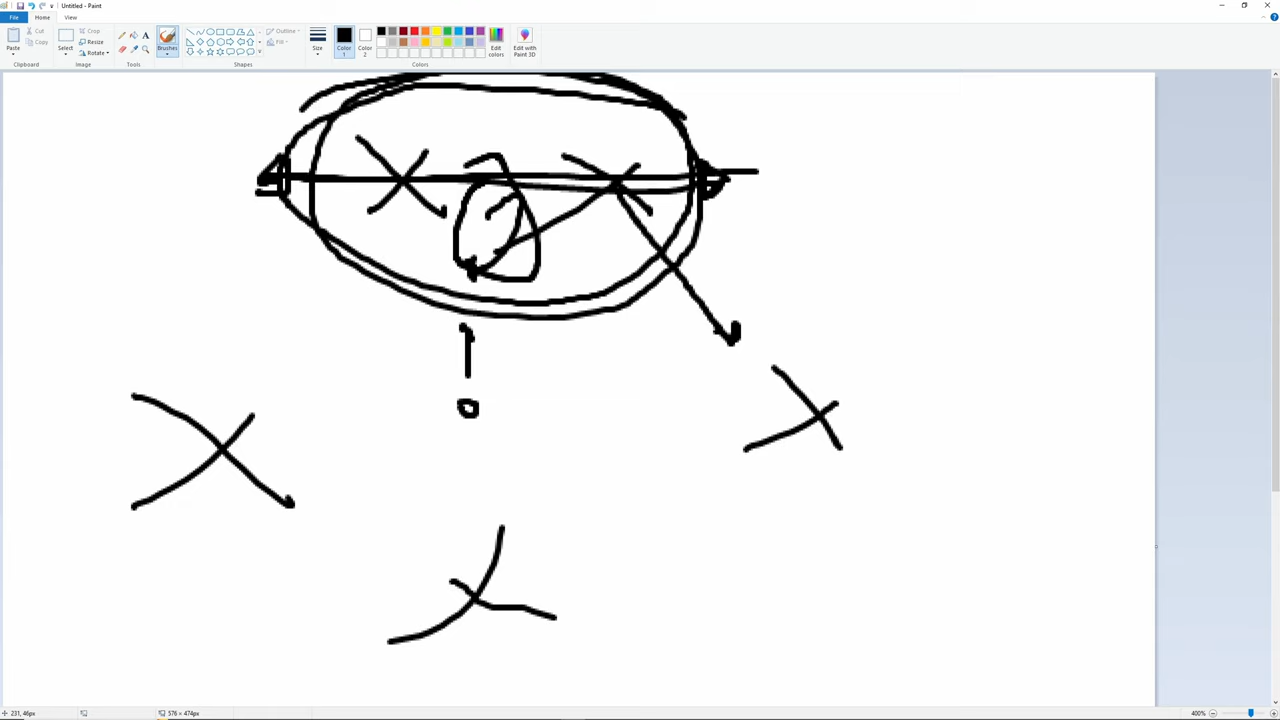 Untitled - Paint
File Home View
Paste Cut Copy Clipboard
Select Crop Resize Rotate Image
A Tools
Brushes
Outline Fill Shapes
Size
Color 1 Color 2 Edit colors Edit with Paint 3D Colors
231, 46px 576 × 474px 400%